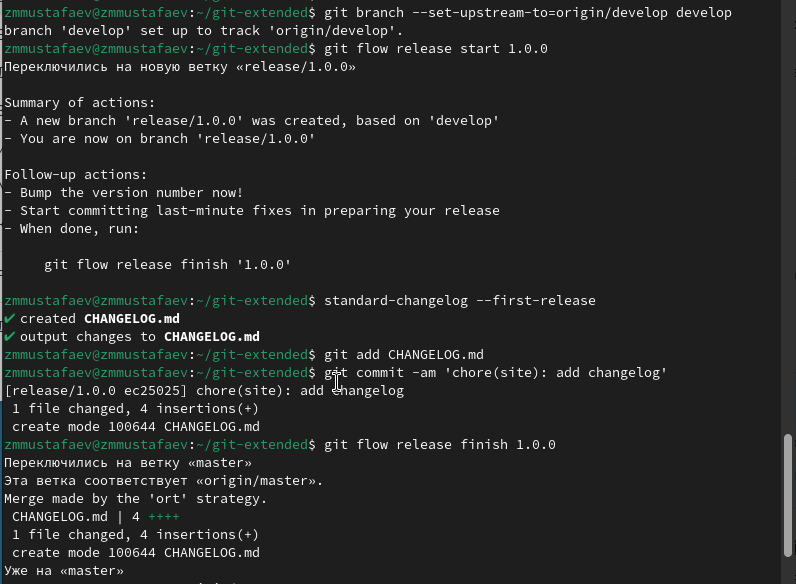 zmmustafaev@zmmustafaev:~/git-extended$ git branch --set-upstream-to=origin/develop develop
branch 'develop' set up to track 'origin/develop'.
zmmustafaev@zmmustafaev:~/git-extended$ git flow release start 1.0.0
Переключились на новую ветку «release/1.0.0»
Summary of actions:
- A new branch 'release/1.0.0' was created, based on 'develop'
- You are now on branch 'release/1.0.0'
Follow-up actions:
- Bump the version number now!
- Start committing last-minute fixes in preparing your release
- When done, run:
git flow release finish '1.0.0'
zmmustafaev@zmmustafaev:~/git-extended$ standard-changelog --first-release
✔ created CHANGELOG.md
✔ output changes to CHANGELOG.md
zmmustafaev@zmmustafaev:~/git-extended$ git add CHANGELOG.md
zmmustafaev@zmmustafaev:~/git-extended$ git commit -am 'chore(site): add changelog'
[release/1.0.0 ec25025] chore(site): add changelog
1 file changed, 4 insertions(+)
create mode 100644 CHANGELOG.md
zmmustafaev@zmmustafaev:~/git-extended$ git flow release finish 1.0.0
Переключились на ветку «master»
Эта ветка соответствует «origin/master».
Merge made by the 'ort' strategy.
CHANGELOG.md | 4 ++++
1 file changed, 4 insertions(+)
create mode 100644 CHANGELOG.md
Уже на «master»